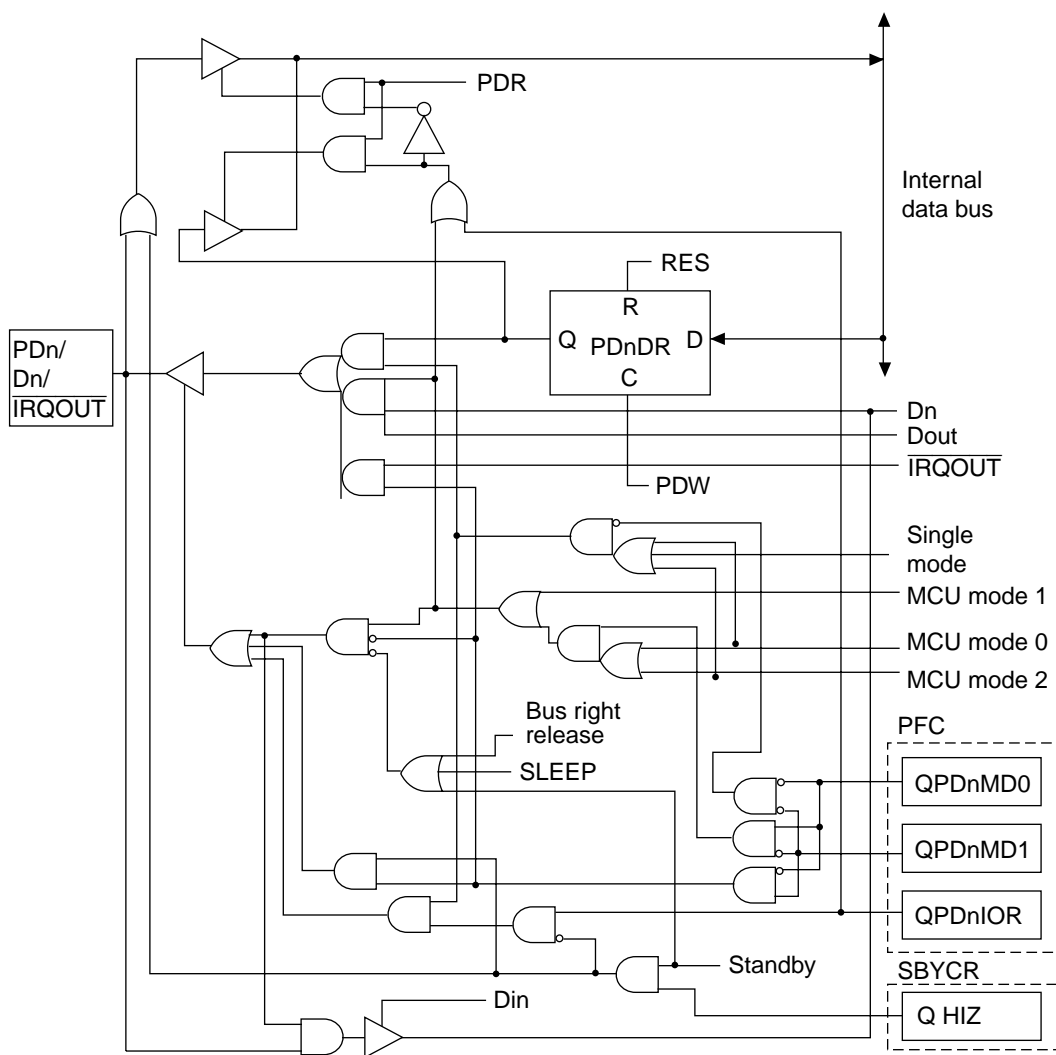 PDR
Internal
data bus
RES
R
Q PDnDR D
C
PDn/
Dn/
IRQOUT
Dn
Dout
IRQOUT
PDW
Single
mode
MCU mode 1
MCU mode 0
MCU mode 2
Bus right
release
SLEEP
PFC
QPDnMD0
QPDnMD1
QPDnIOR
Standby
SBYCR
Din
Q HIZ